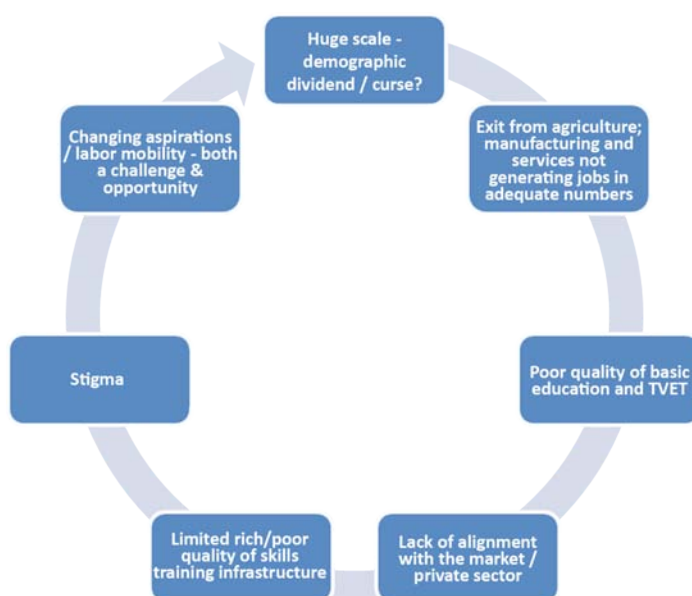 Huge scale -
demographic
dividend / curse?
Exit from agriculture;
manufacturing and
services not
generating jobs in
adequate numbers
Poor quality of basic
education and TVET
Lack of alignment
with the market /
private sector
Limited rich/poor
quality of skills
training infrastructure
Stigma
Changing aspirations
/ labor mobility - both
a challenge &
opportunity